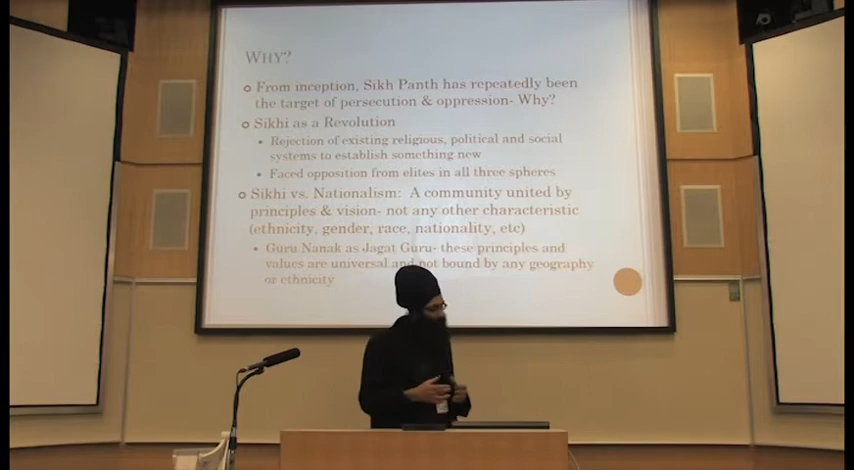 WHY?
From inception, Sikh Panth has repeatedly been
the target of persecution & oppression- Why?
Sikhi as a Revolution
Rejection of existing religious, political and social
systems to establish something new
Faced opposition from elites in all three spheres
Sikhi vs. Nationalism: A community united by
principles & vision- not any other characteristic
(ethnicity, gender, race, nationality, etc)
Guru Nanak as Jagat Guru- these principles and
values are universal and not bound by any geography
or ethnicity